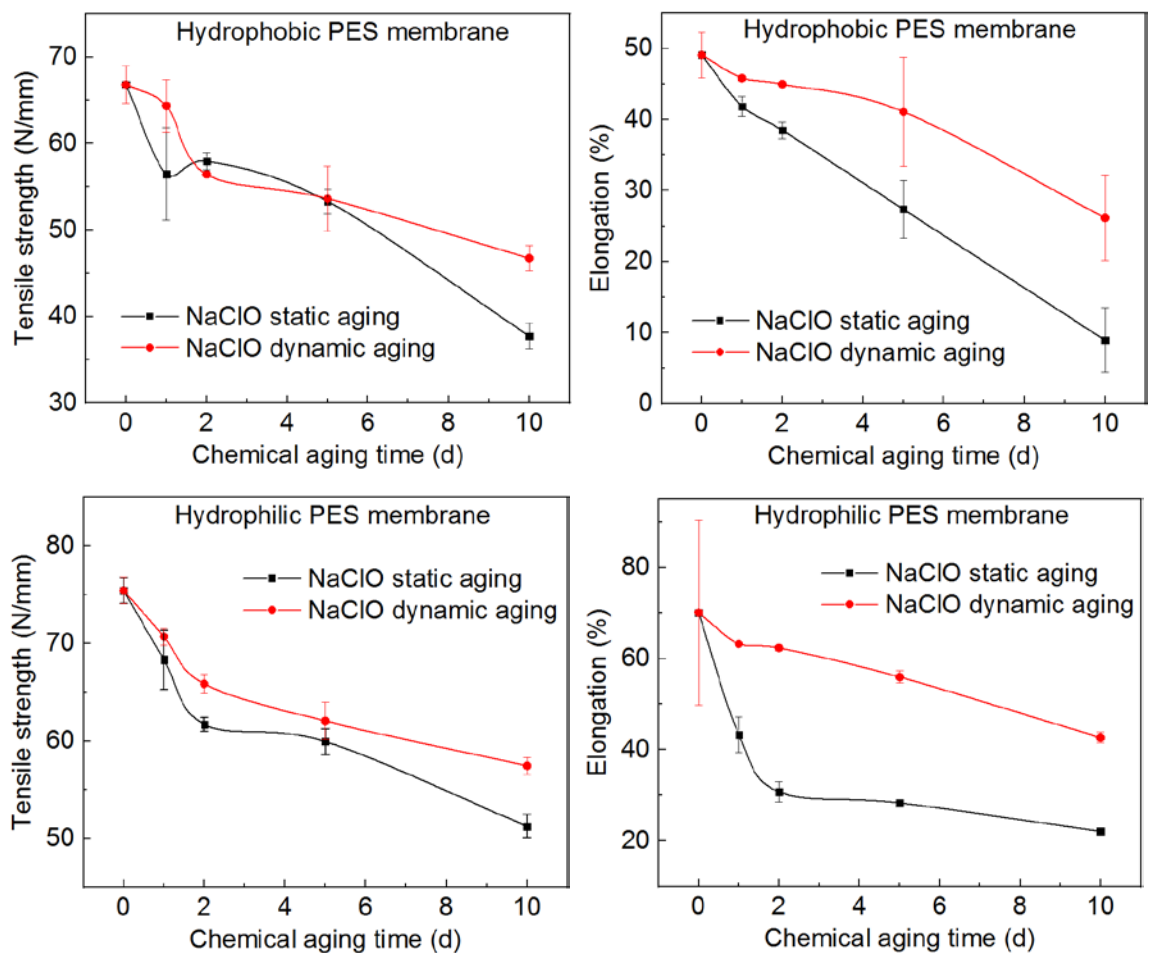 Hydrophobic PES membrane
Tensile strength (N/mm)
70
60
50
40
30
NaClO static aging
NaClO dynamic aging
0 2 4 6 8 10
Chemical aging time (d)
Hydrophobic PES membrane
Elongation (%)
50
40
30
20
10
0
NaClO static aging
NaClO dynamic aging
0 2 4 6 8 10
Chemical aging time (d)
Hydrophilic PES membrane
Tensile strength (N/mm)
80
70
60
50
NaClO static aging
NaClO dynamic aging
0 2 4 6 8 10
Chemical aging time (d)
Hydrophilic PES membrane
Elongation (%)
80
60
40
20
NaClO static aging
NaClO dynamic aging
0 2 4 6 8 10
Chemical aging time (d)